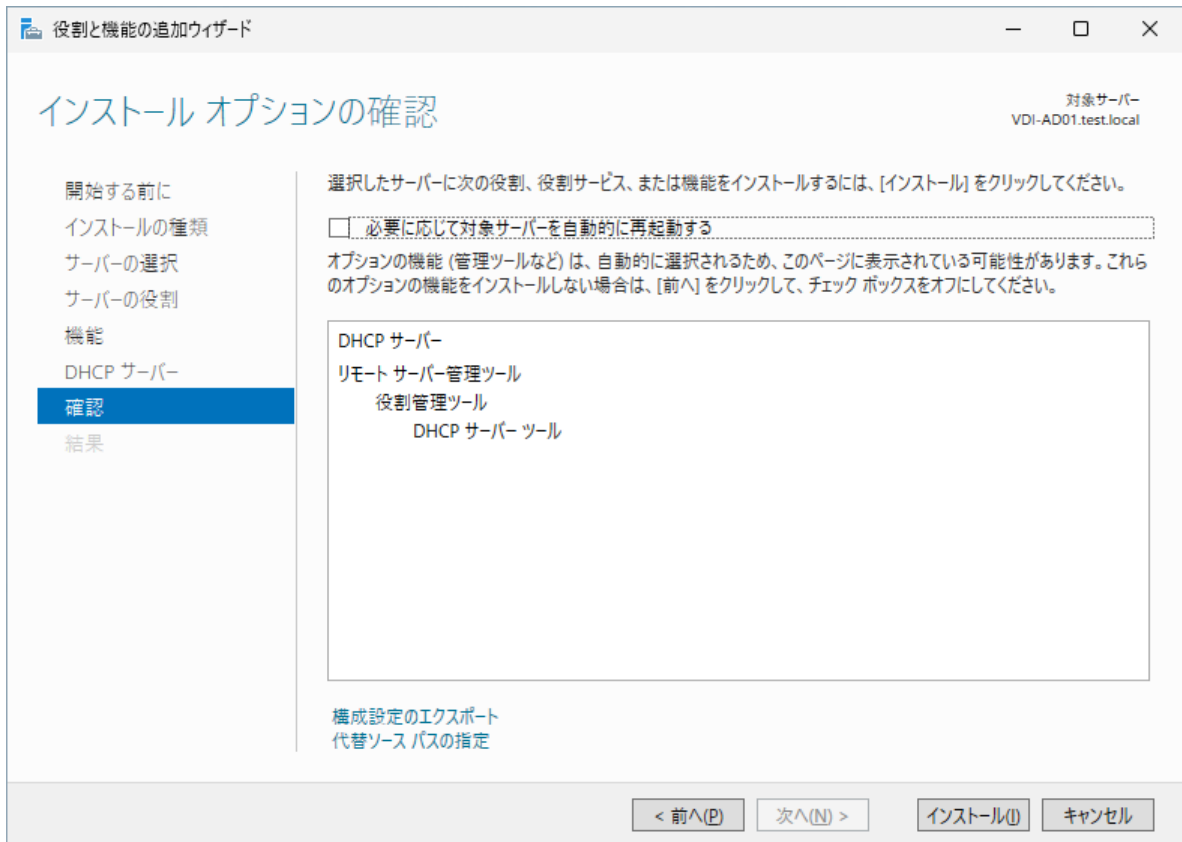 役割と機能の追加ウィザード
インストール オプションの確認
対象サーバー
VDI-AD01.test.local
開始する前に
インストールの種類
サーバーの選択
サーバーの役割
機能
DHCP サーバー
確認
結果
選択したサーバーに次の役割、役割サービス、または機能をインストールするには、[インストール] をクリックしてください。
必要に応じて対象サーバーを自動的に再起動する
オプションの機能 (管理ツールなど) は、自動的に選択されるため、このページに表示されている可能性があります。これら
のオプションの機能をインストールしない場合は、[前へ] をクリックして、チェック ボックスをオフにしてください。
DHCP サーバー
リモート サーバー管理ツール
役割管理ツール
DHCP サーバー ツール
構成設定のエクスポート
代替ソース パスの指定
< 前へ(P) 次へ(N) > インストール(I) キャンセル